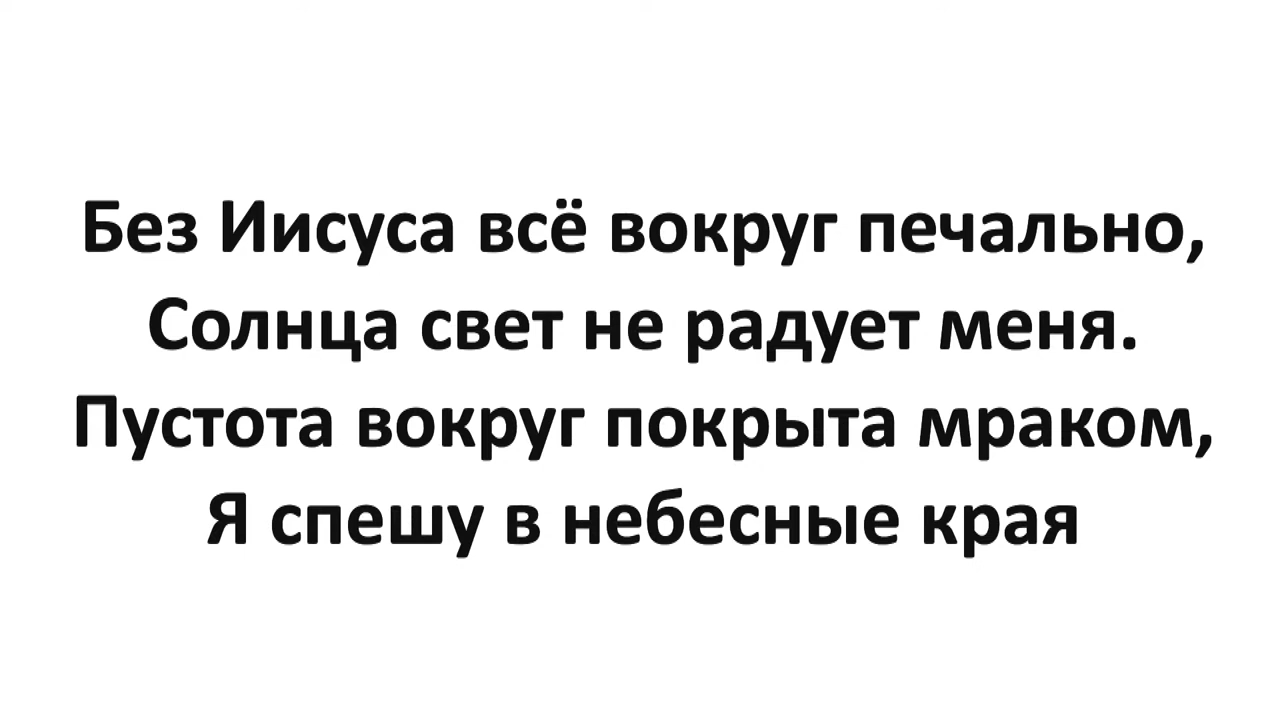 Без Иисуса всё вокруг печально,
Солнца свет не радует меня.
Пустота вокруг покрыта мраком,
Я спешу в небесные края